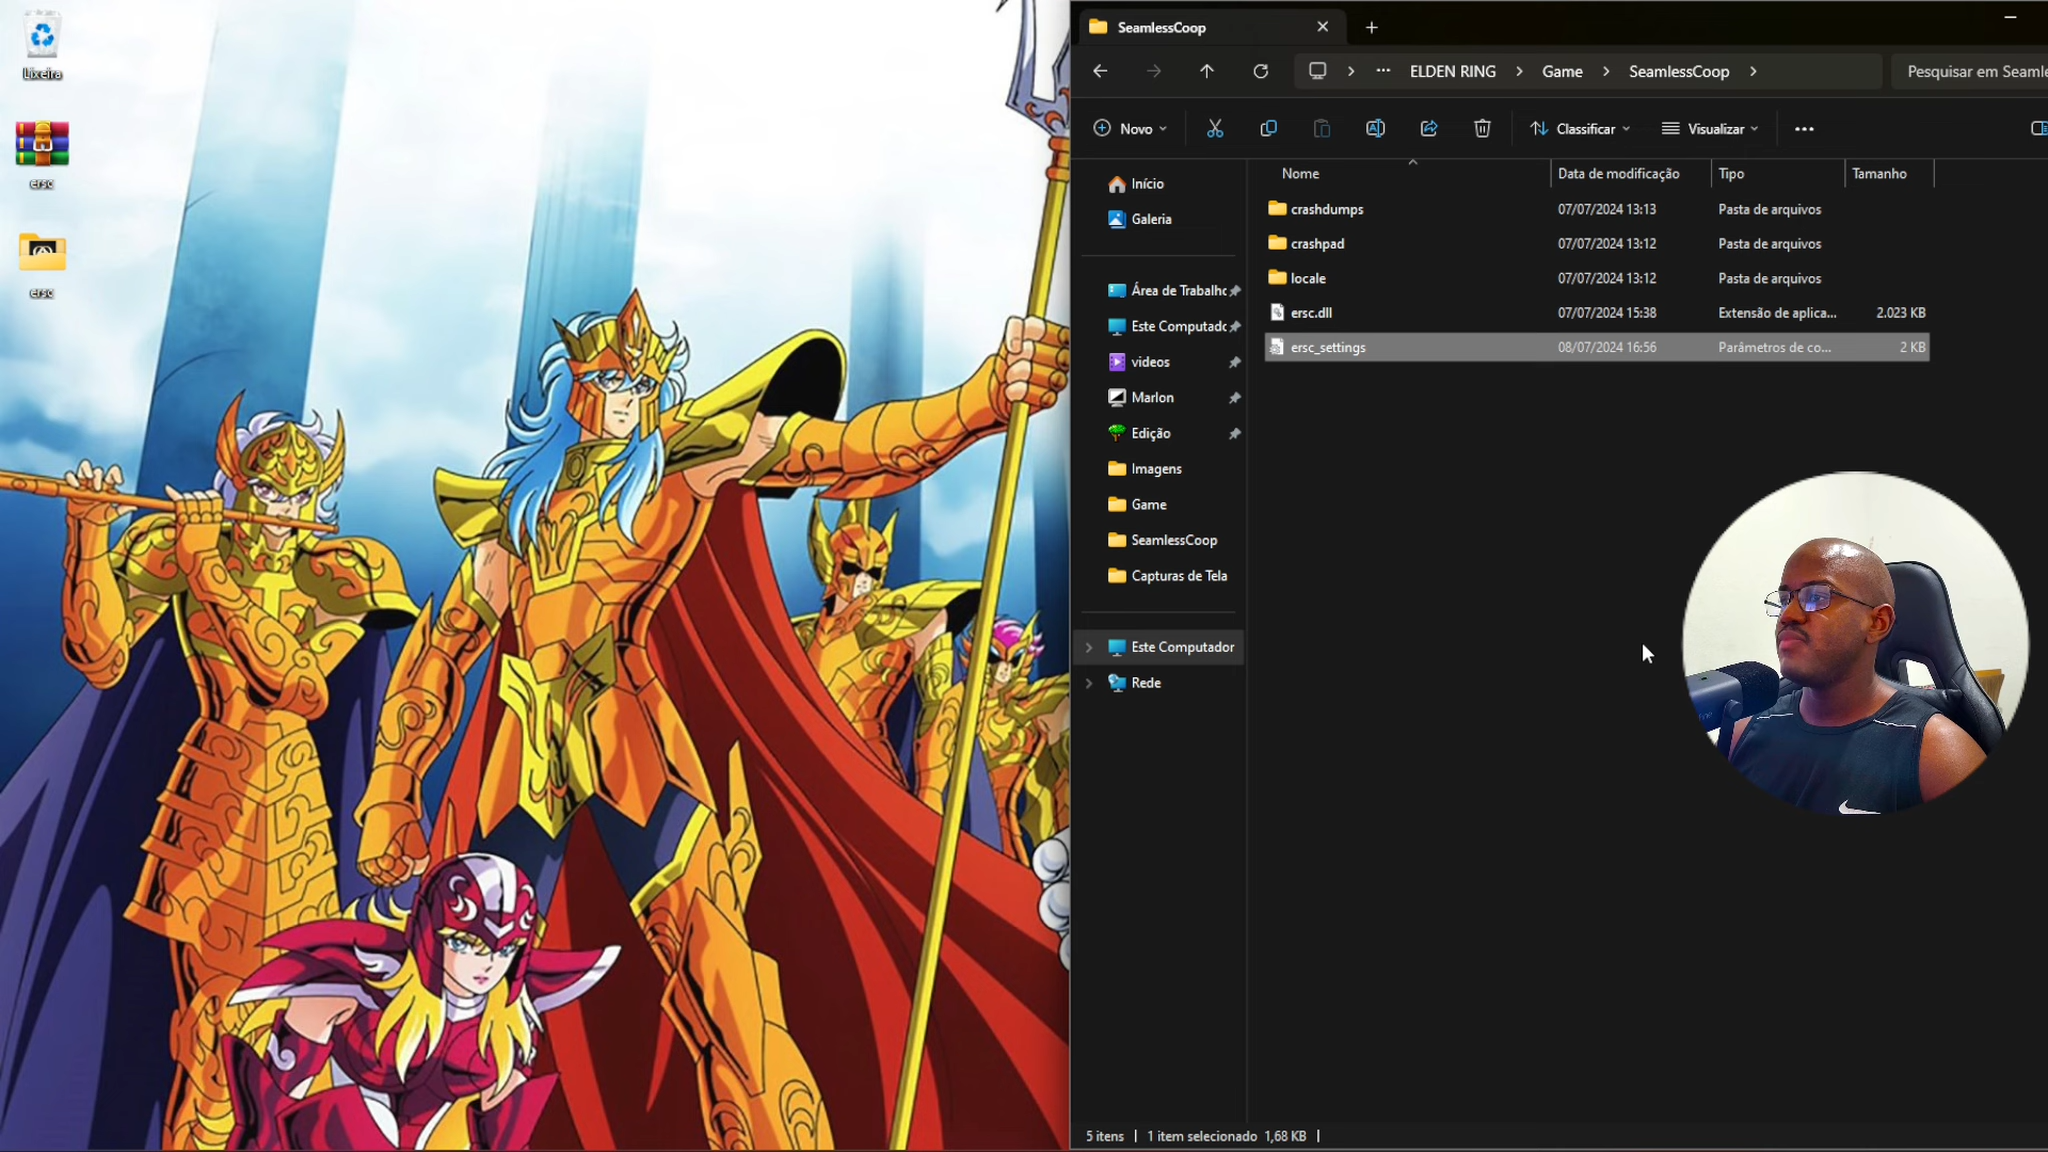 Lixeira
ersc
ersc
SeamlessCoop
ELDEN RING
Game
SeamlessCoop
Pesquisar em Seamle
Novo
Classificar
Visualizar
Nome
Data de modificação
Tipo
Tamanho
Início
Galeria
Área de Trabalho
Este Computado
videos
Marlon
Edição
Imagens
Game
SeamlessCoop
Capturas de Tela
Este Computador
Rede
crashdumps 07/07/2024 13:13 Pasta de arquivos
crashpad 07/07/2024 13:12 Pasta de arquivos
locale 07/07/2024 13:12 Pasta de arquivos
ersc.dll 07/07/2024 15:38 Extensão de aplica... 2.023 KB
ersc_settings 08/07/2024 16:56 Parâmetros de co... 2 KB
5 itens | 1 item selecionado 1,68 KB |